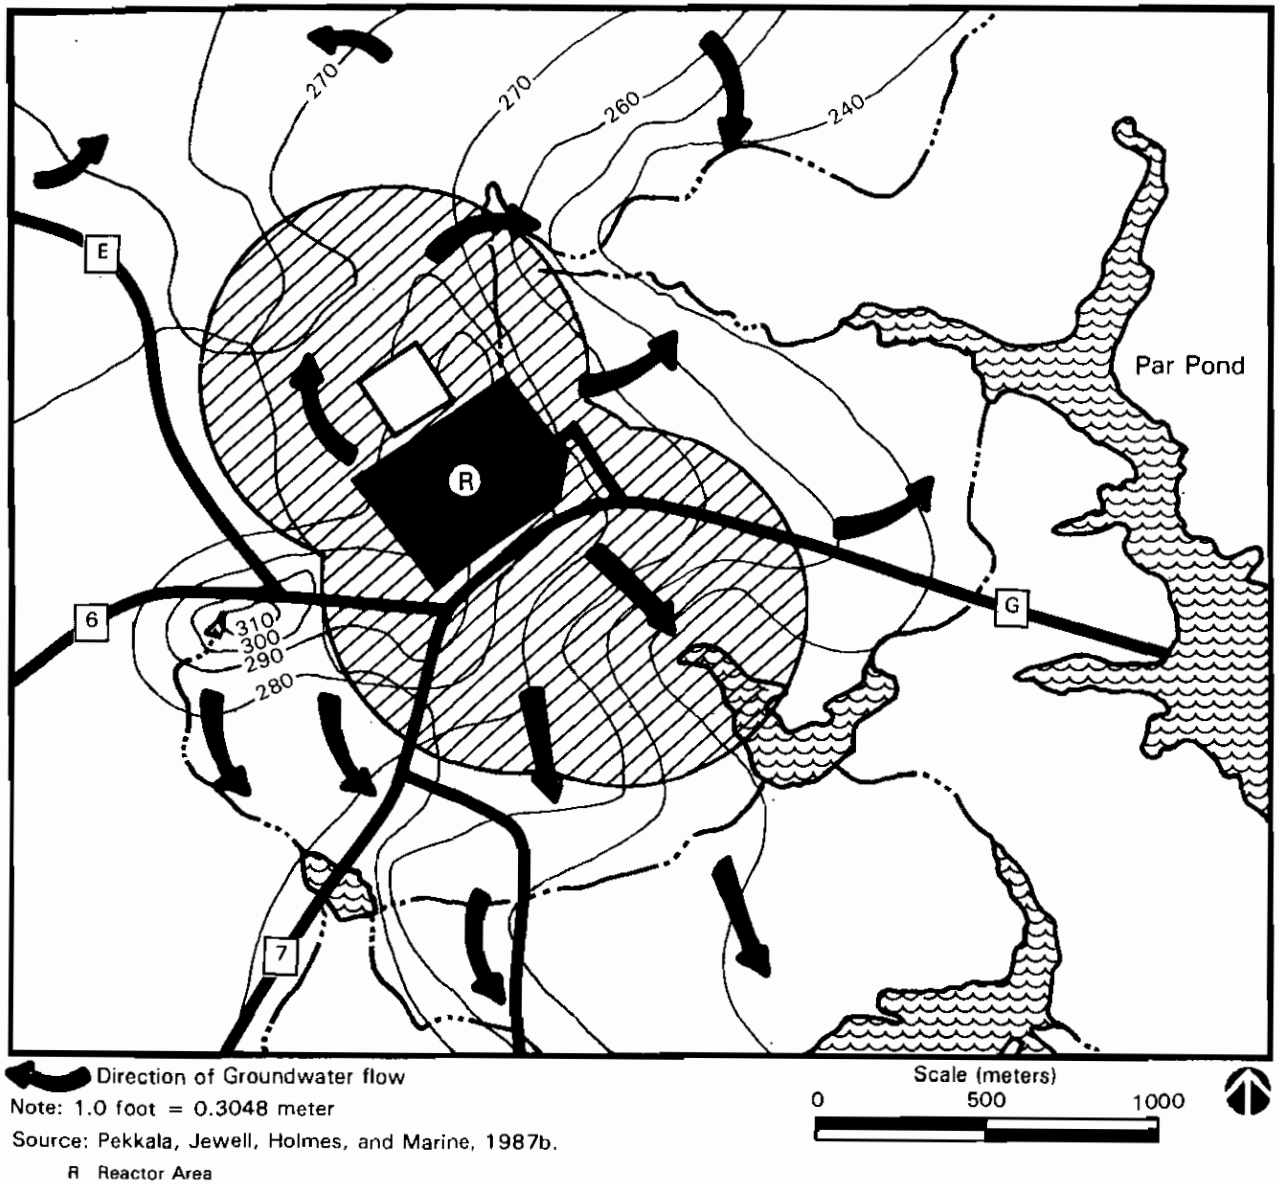 270
270
260
240
E
Par Pond
R
G
6
310
300
290
280
7
Direction of Groundwater flow
Scale (meters)
0 500 1000
Note: 1.0 foot = 0.3048 meter
Source: Pekkala, Jewell, Holmes, and Marine, 1987b.
R Reactor Area